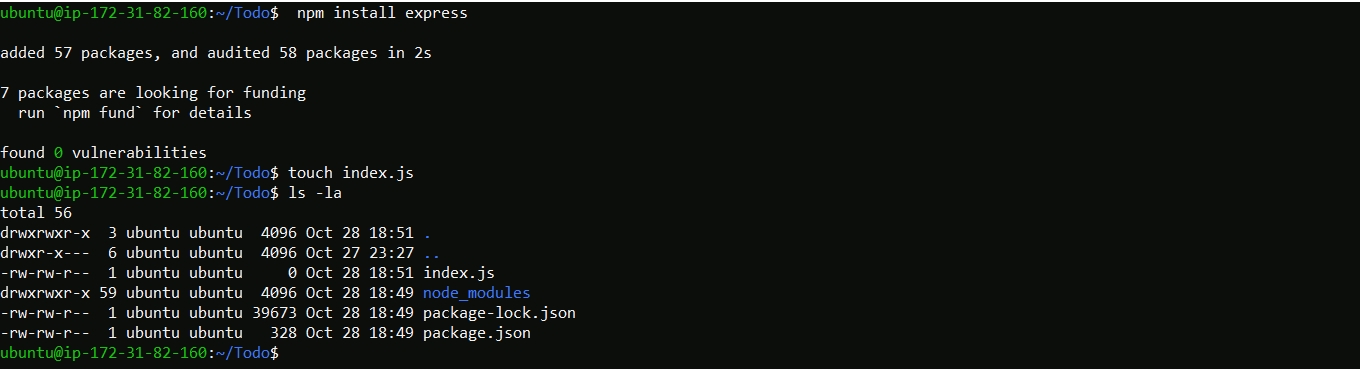 ubuntu@ip-172-31-82-160:~/Todo$  npm install express
added 57 packages, and audited 58 packages in 2s
7 packages are looking for funding
  run `npm fund` for details
found 0 vulnerabilities
ubuntu@ip-172-31-82-160:~/Todo$ touch index.js
ubuntu@ip-172-31-82-160:~/Todo$ ls -la
total 56
drwxrwxr-x  3 ubuntu ubuntu  4096 Oct 28 18:51 .
drwxr-x---  6 ubuntu ubuntu  4096 Oct 27 23:27 ..
-rw-rw-r--  1 ubuntu ubuntu     0 Oct 28 18:51 index.js
drwxrwxr-x 59 ubuntu ubuntu  4096 Oct 28 18:49 node_modules
-rw-rw-r--  1 ubuntu ubuntu 39673 Oct 28 18:49 package-lock.json
-rw-rw-r--  1 ubuntu ubuntu   328 Oct 28 18:49 package.json
ubuntu@ip-172-31-82-160:~/Todo$